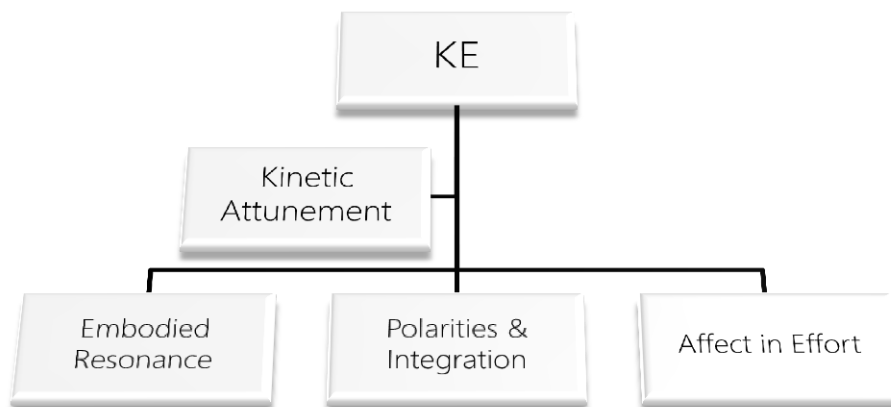 KE
Kinetic
Attunement
Embodied
Resonance
Polarities &
Integration
Affect in Effort